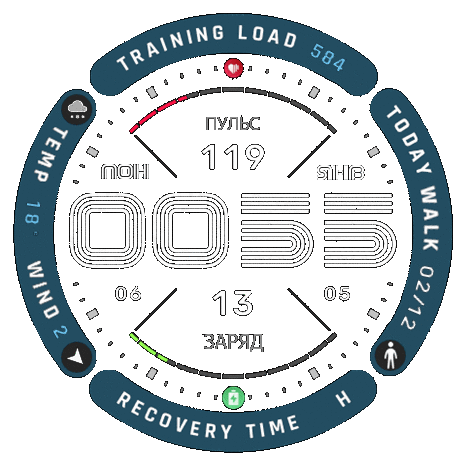 TRAINING LOAD 584
ПУЛЬС
119
ПОН
ЯНВ
TEMP 18°
WIND 2
TODAY WALK 02/12
0055
06
13
05
ЗАРЯД
RECOVERY TIME H